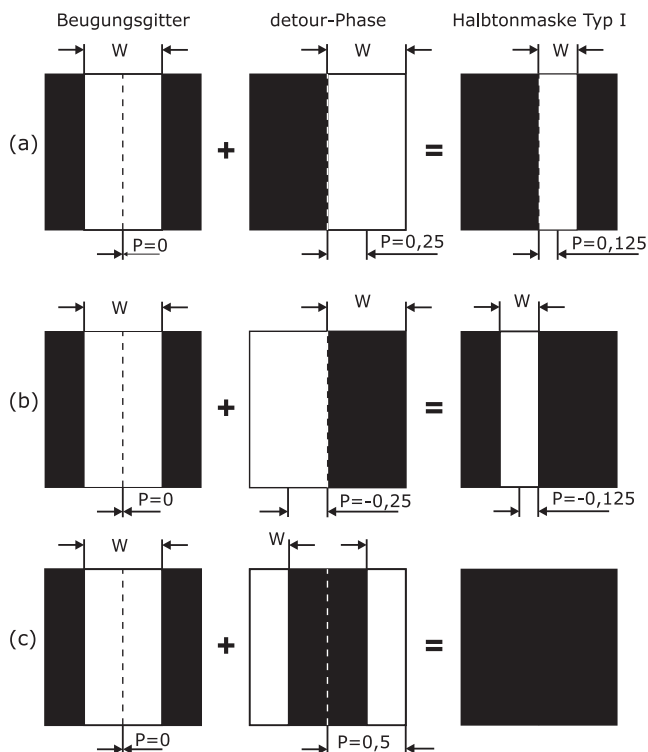 Beugungsgitter detour-Phase Halbtonmaske Typ I
W W W
(a) + =
P=0 P=0,25 P=0,125
W W W
(b) + =
P=0 P=-0,25 P=-0,125
W W
(c) + =
P=0 P=0,5